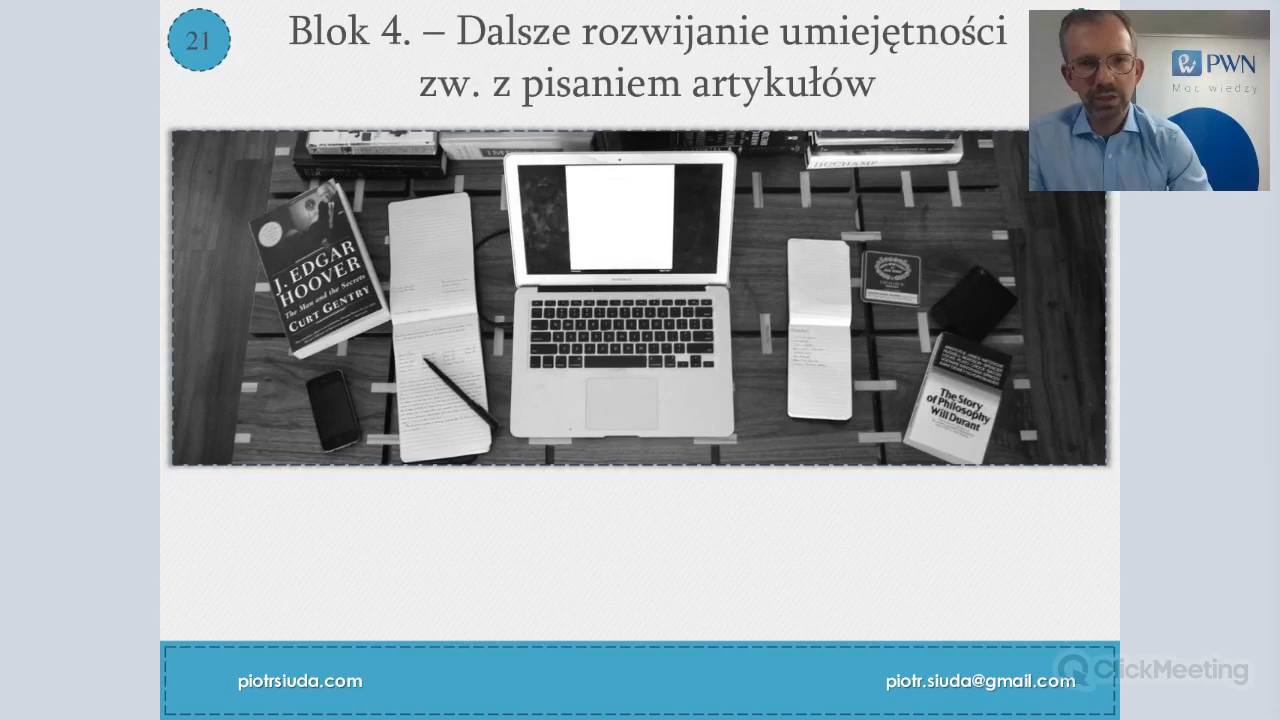 21
Blok 4. – Dalsze rozwijanie umiejętności
zw. z pisaniem artykułów
PWN
Moc wiedzy
DUCHAMP
J. EDGAR
HOOVER
The Man and the Secrets
CURT GENTRY
The Story
of Philosophy
Will Durant
piotrsiuda.com
piotr.siuda@gmail.com
ClickMeeting